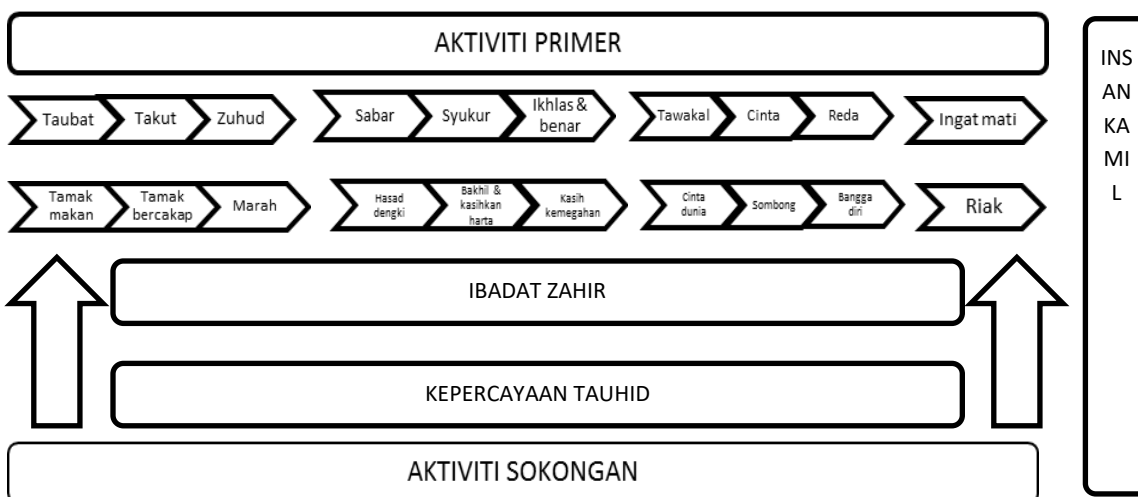 AKTIVITI PRIMER
Taubat
Takut
Zuhud
Sabar
Syukur
Ikhlas &
benar
Tawakal
Cinta
Reda
Ingat mati
Tamak
makan
Tamak
bercakap
Marah
Hasad
dengki
Bakhil &
kasihkan
harta
Kasih
kemegahan
Cinta
dunia
Sombong
Bangga
diri
Riak
IBADAT ZAHIR
KEPERCAYAAN TAUHID
AKTIVITI SOKONGAN
INS
AN
KA
MI
L